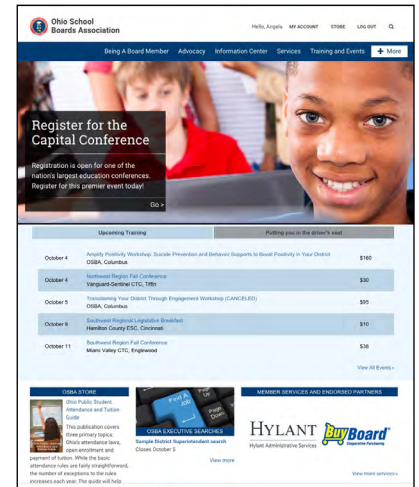 Ohio School
Boards Association
Hello, Angela MY ACCOUNT STORE LOG OUT
Being A Board Member Advocacy Information Center Services Training and Events + More
Register for the
Capital Conference
Registration is open for one of the
nation's largest education conferences.
Register for this premier event today!
Go >
Upcoming Training Putting you in the driver's seat
October 4 Amplify Positivity Workshop: Suicide Prevention and Behavior Supports to Boost Positivity in Your District $160
OSBA, Columbus
October 4 Northwest Region Fall Conference $30
Vanguard-Sentinel CTC, Tiffin
October 5 Transforming Your District Through Engagement Workshop (CANCELED) $95
OSBA, Columbus
October 9 Southwest Regional Legislative Breakfast $10
Hamilton County ESC, Cincinnati
October 11 Southwest Region Fall Conference $38
Miami Valley CTC, Englewood
View All Events »
OSBA STORE
Ohio Public Student
Attendance and Tuition
Guide
This publication covers
three primary topics:
Ohio's attendance laws,
open enrollment and
payment of tuition. While the basic
attendance rules are fairly straightforward,
the number of exceptions to the rules
increases each year. The guide will help
Find A
Job
Page
Up
Page
Down
OSBA EXECUTIVE SEARCHES
Sample District Superintendent search
Closes October 5
View more
MEMBER SERVICES AND ENDORSED PARTNERS
HYLANT
Hylant Administrative Services
BuyBoard
Cooperative Purchasing
View more services »